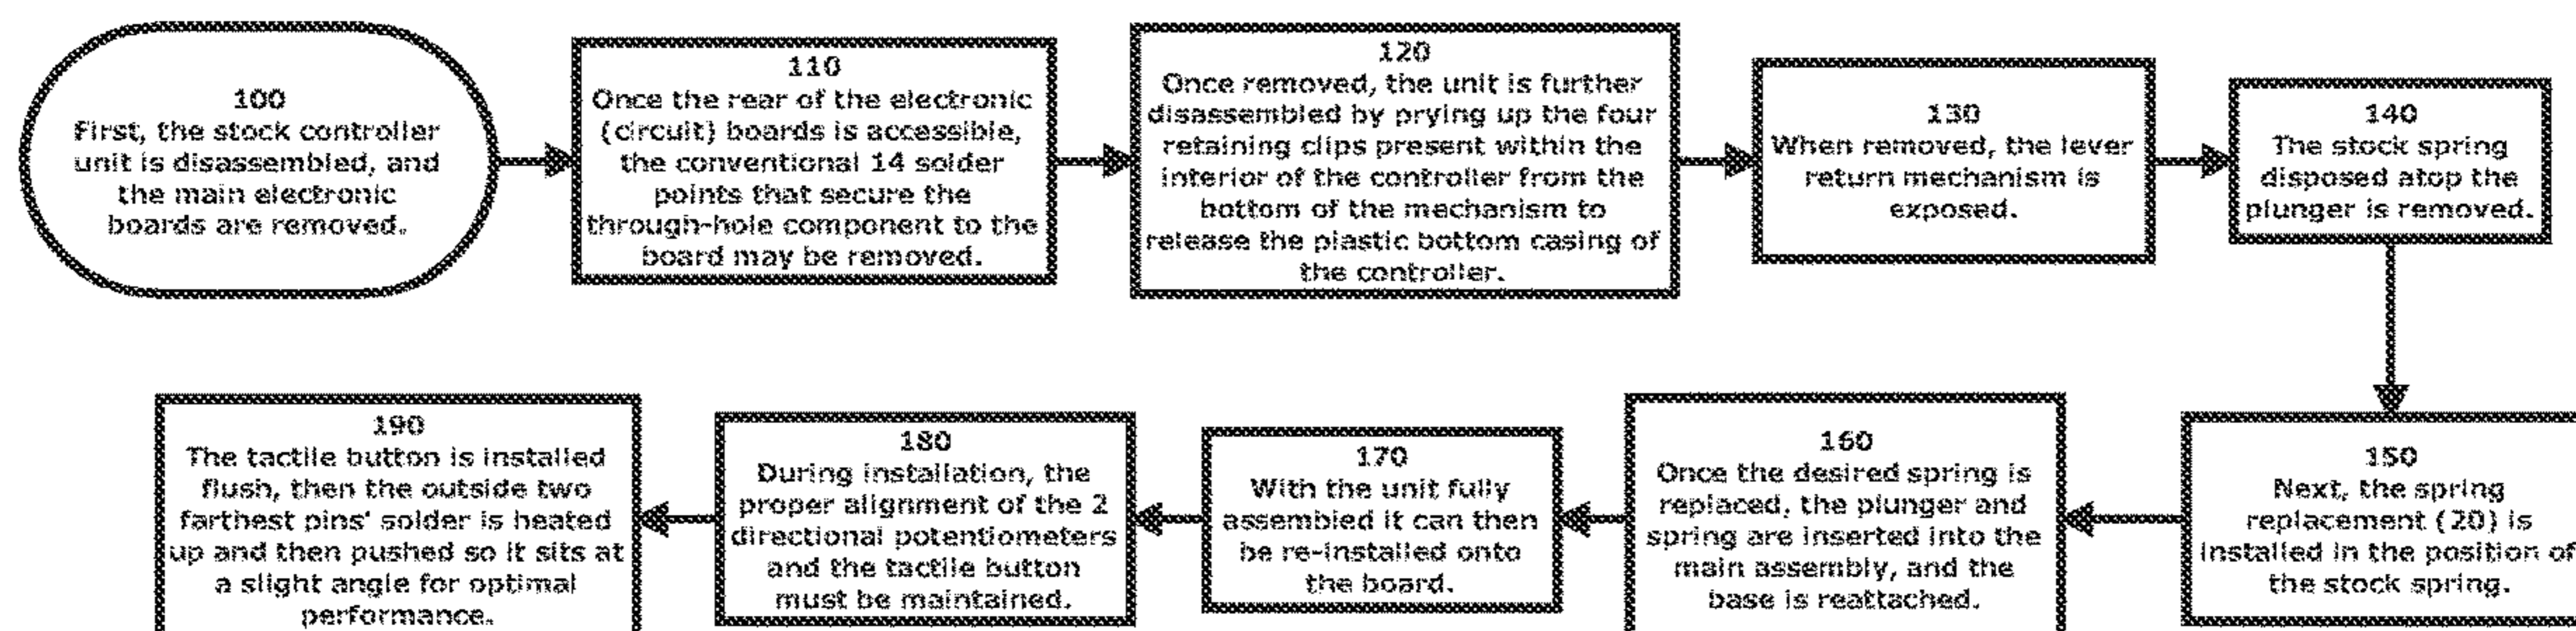 100
First, the stock controller
unit is disassembled, and
the main electronic
boards are removed.
110
Once the rear of the electronic
(circuit) boards is accessible,
the conventional 14 solder
points that secure the
through-hole component to the
board may be removed.
120
Once removed, the unit is further
disassembled by prying up the four
retaining clips present within the
interior of the controller from the
bottom of the mechanism to
release the plastic bottom casing of
the controller.
130
When removed, the lever
return mechanism is
exposed.
140
The stock spring
disposed atop the
plunger is removed.
150
Next, the spring
replacement (20) is
installed in the position of
the stock spring.
160
Once the desired spring is
replaced, the plunger and
spring are inserted into the
main assembly, and the
base is reattached.
170
With the unit fully
assembled it can then
be re-installed onto
the board.
180
During installation, the
proper alignment of the 2
directional potentiometers
and the tactile button
must be maintained.
190
The tactile button is installed
flush, then the outside two
farthest pins' solder is heated
up and then pushed so it sits at
a slight angle for optimal
performance.